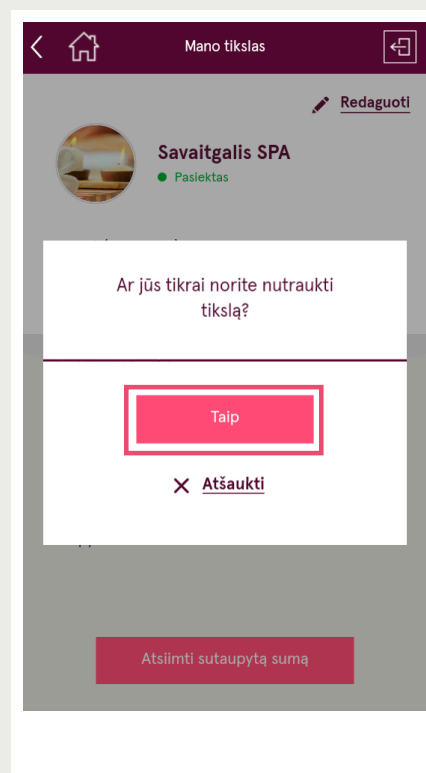 Mano tikslas
Redaguoti
Savaitgalis SPA
Pasiektas
Ar jūs tikrai norite nutraukti
tikslą?
Taip
Atšaukti
Atsiimti sutaupytą sumą